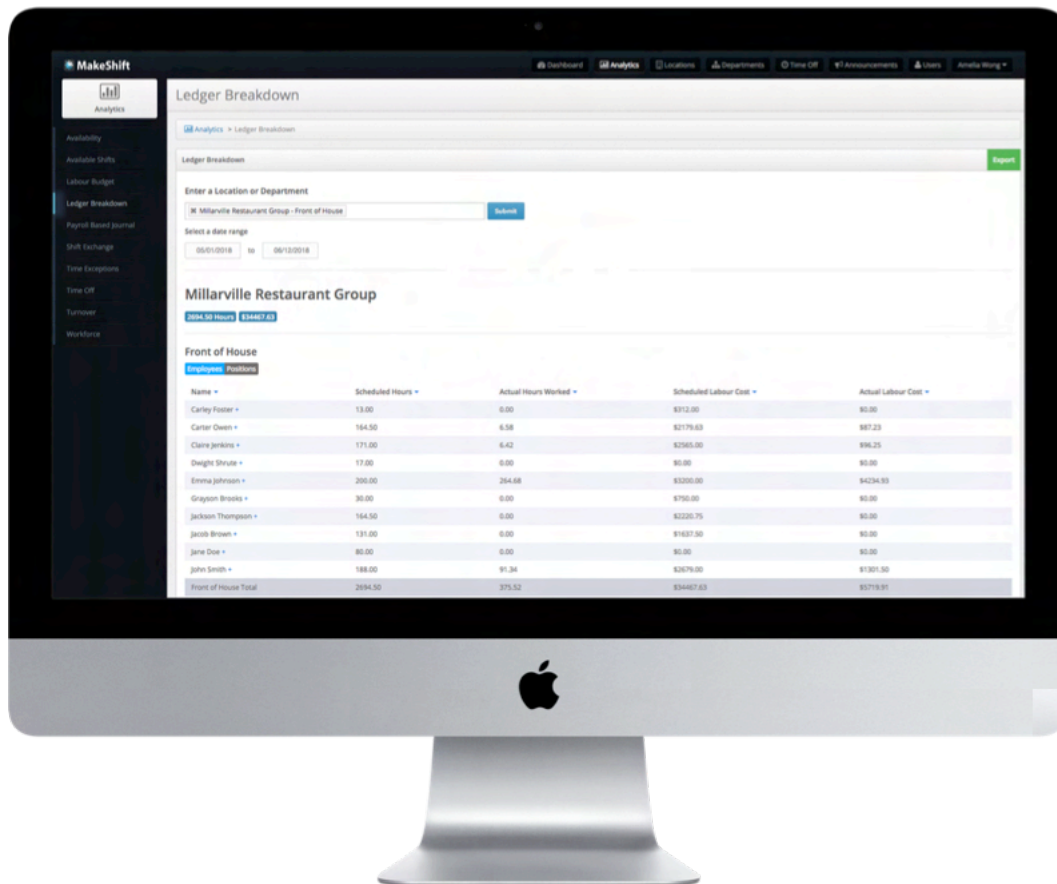 MakeShift
Dashboard Analytics Locations Departments Time Off Announcements Users Amelia Wong
Analytics
Availability
Available Shifts
Labour Budget
Ledger Breakdown
Payroll Based Journal
Shift Exchange
Time Exceptions
Time Off
Turnover
Workforce
Ledger Breakdown
Analytics > Ledger Breakdown
Ledger Breakdown Export
Enter a Location or Department
Millarville Restaurant Group - Front of House Submit
Select a date range
05/01/2018 to 06/12/2018
Millarville Restaurant Group
2694.50 Hours $34467.63
Front of House
Employees Positions
Name Scheduled Hours Actual Hours Worked Scheduled Labour Cost Actual Labour Cost
Carley Foster + 13.00 0.00 $312.00 $0.00
Carter Owen + 164.50 6.58 $2179.63 $87.23
Claire Jenkins + 171.00 6.42 $2565.00 $96.25
Dwight Shrute + 17.00 0.00 $0.00 $0.00
Emma Johnson + 200.00 264.68 $3200.00 $4234.93
Grayson Brooks + 30.00 0.00 $750.00 $0.00
Jackson Thompson + 164.50 0.00 $2220.75 $0.00
Jacob Brown + 131.00 0.00 $1637.50 $0.00
Jane Doe + 80.00 0.00 $0.00 $0.00
John Smith + 188.00 91.34 $2679.00 $1301.50
Front of House Total 2694.50 375.52 $34467.63 $5719.91